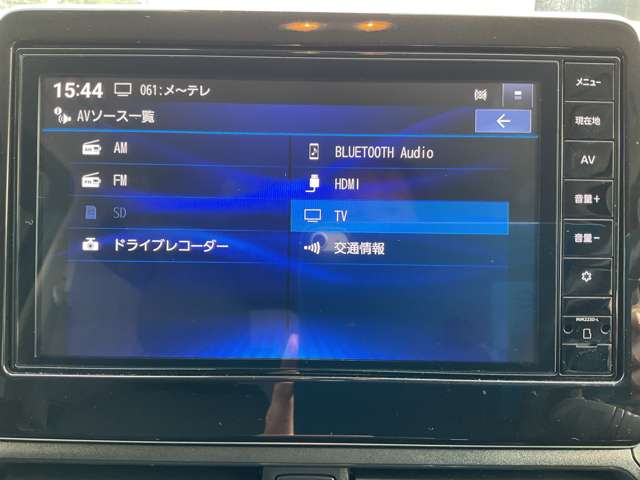 15:44 061:メ〜テレ
AVソース一覧
AM
FM
SD
ドライブレコーダー
BLUETOOTH Audio
HDMI
TV
交通情報
メニュー
現在地
AV
音量+
音量-
MM223D-L